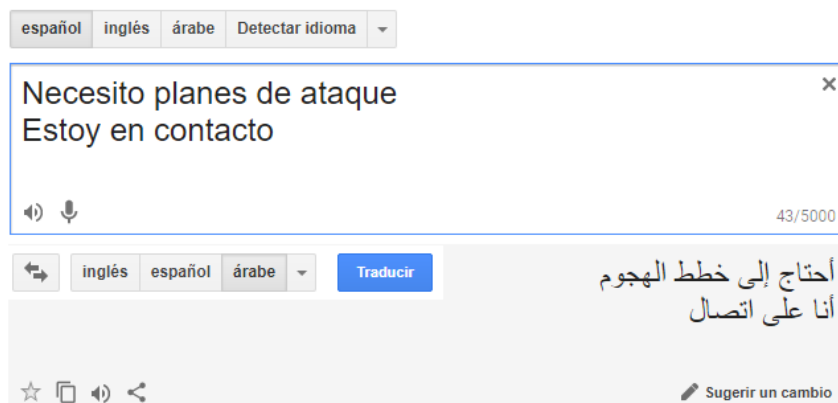 español inglés árabe Detectar idioma
Necesito planes de ataque
Estoy en contacto
43/5000
inglés español árabe Traducir
أحتاج إلى خطط الهجوم
أنا على اتصال
Sugerir un cambio